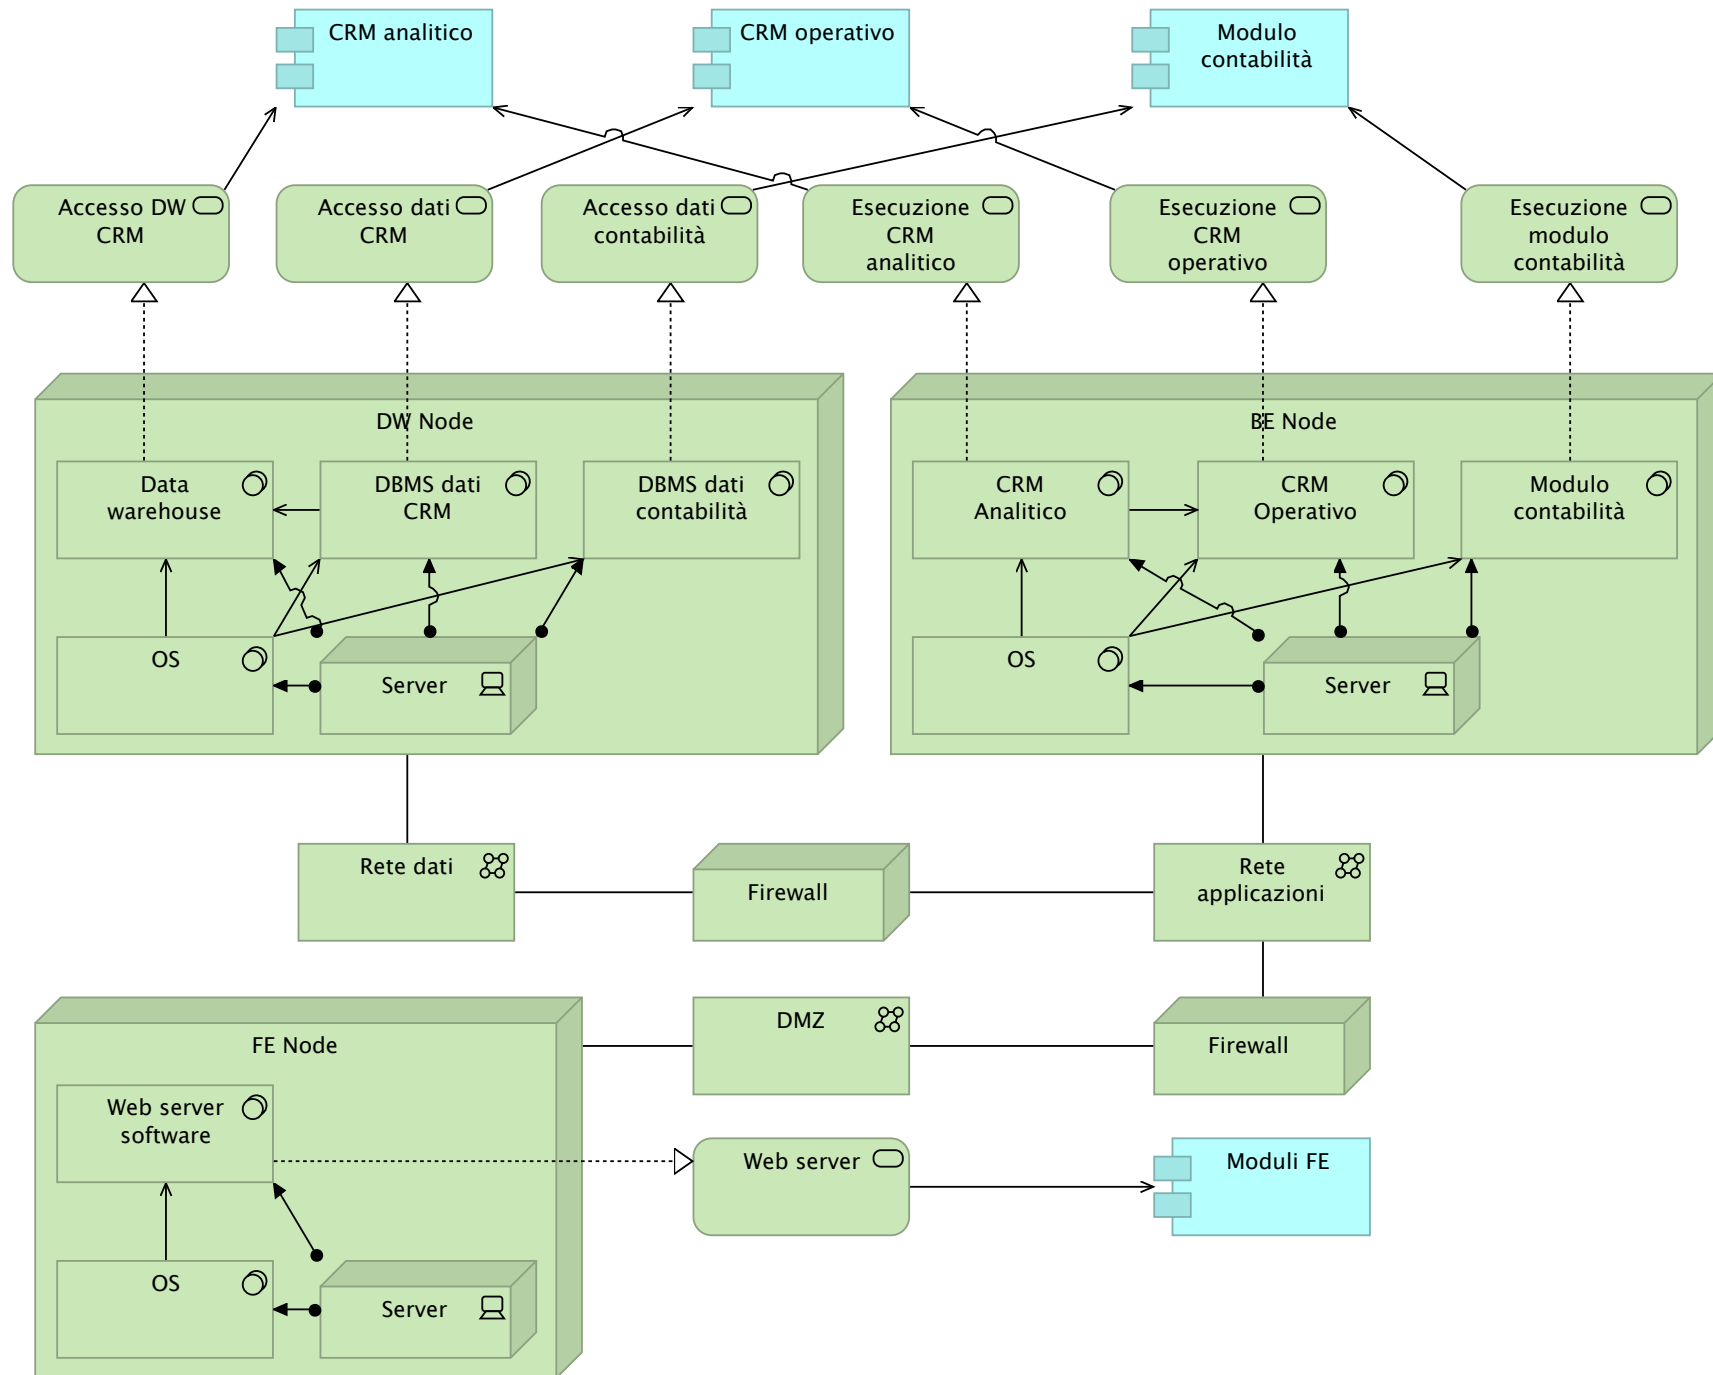 CRM analitico
CRM operativo
Modulo
contabilità
Accesso DW
CRM
Accesso dati
CRM
Accesso dati
contabilità
Esecuzione
CRM
analitico
Esecuzione
CRM
operativo
Esecuzione
modulo
contabilità
DW Node
Data
warehouse
DBMS dati
CRM
DBMS dati
contabilità
OS
Server
BE Node
CRM
Analitico
CRM
Operativo
Modulo
contabilità
OS
Server
Rete dati
Firewall
Rete
applicazioni
FE Node
DMZ
Firewall
Web server
software
Web server
Moduli FE
OS
Server